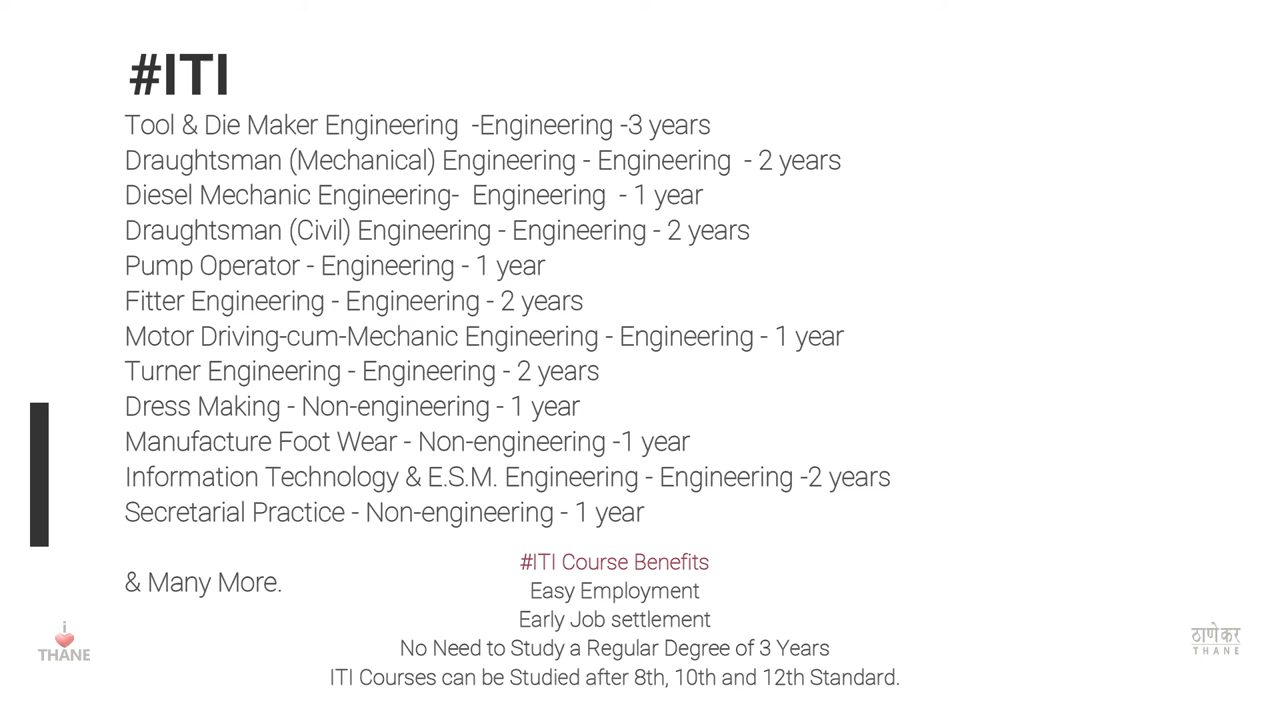 #ITI
Tool & Die Maker Engineering  -Engineering -3 years
Draughtsman (Mechanical) Engineering - Engineering  - 2 years
Diesel Mechanic Engineering-  Engineering  - 1 year
Draughtsman (Civil) Engineering - Engineering - 2 years
Pump Operator - Engineering - 1 year
Fitter Engineering - Engineering - 2 years
Motor Driving-cum-Mechanic Engineering - Engineering - 1 year
Turner Engineering - Engineering - 2 years
Dress Making - Non-engineering - 1 year
Manufacture Foot Wear - Non-engineering -1 year
Information Technology & E.S.M. Engineering - Engineering -2 years
Secretarial Practice - Non-engineering - 1 year
& Many More.
#ITI Course Benefits
Easy Employment
Early Job settlement
No Need to Study a Regular Degree of 3 Years
ITI Courses can be Studied after 8th, 10th and 12th Standard.
i
THANE
ठाणेकर
THANE